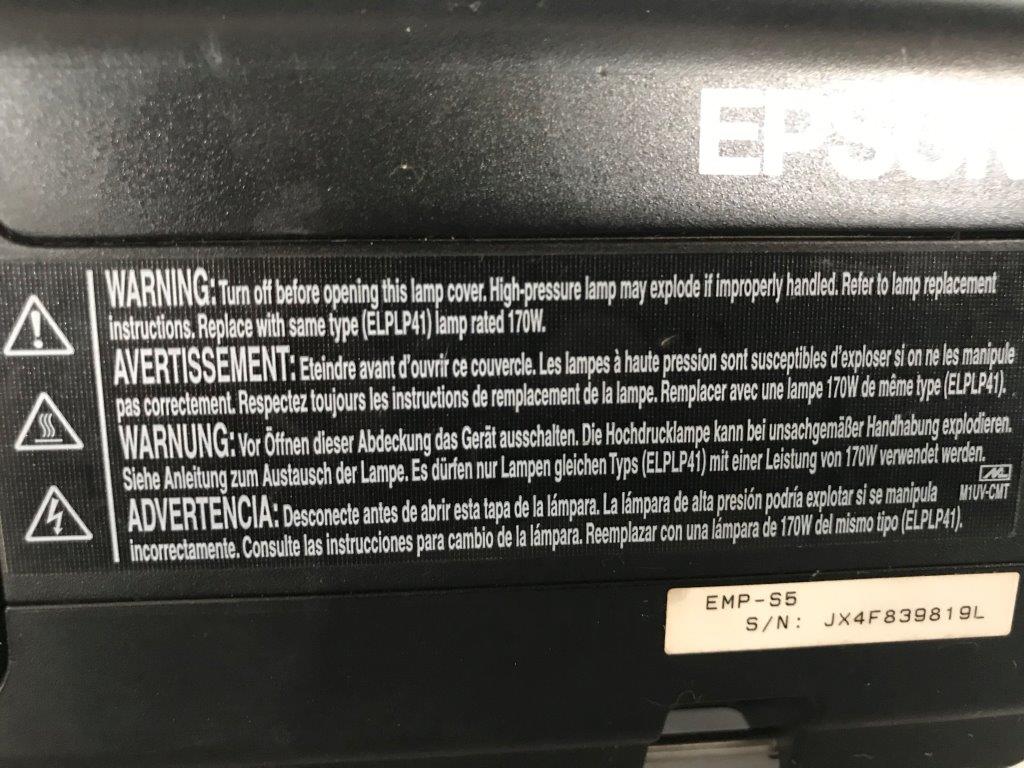 EPSON
WARNING: Turn off before opening this lamp cover. High-pressure lamp may explode if improperly handled. Refer to lamp replacement
instructions. Replace with same type (ELPLP41) lamp rated 170W.
AVERTISSEMENT: Eteindre avant d'ouvrir ce couvercle. Les lampes à haute pression sont susceptibles d'exploser si on ne les manipule
pas correctement. Respectez toujours les instructions de remplacement de la lampe. Remplacer avec une lampe 170W de même type (ELPLP41).
WARNUNG: Vor Öffnen dieser Abdeckung das Gerät ausschalten. Die Hochdrucklampe kann bei unsachgemäßer Handhabung explodieren.
Siehe Anleitung zum Austausch der Lampe. Es dürfen nur Lampen gleichen Typs (ELPLP41) mit einer Leistung von 170W verwendet werden.
ADVERTENCIA: Desconecte antes de abrir esta tapa de la lámpara. La lámpara de alta presión podría explotar si se manipula
incorrectamente. Consulte las instrucciones para cambio de la lámpara. Reemplazar con una lámpara de 170W del mismo tipo (ELPLP41).
M1UV-CMT
EMP-S5
S/N: JX4F839819L